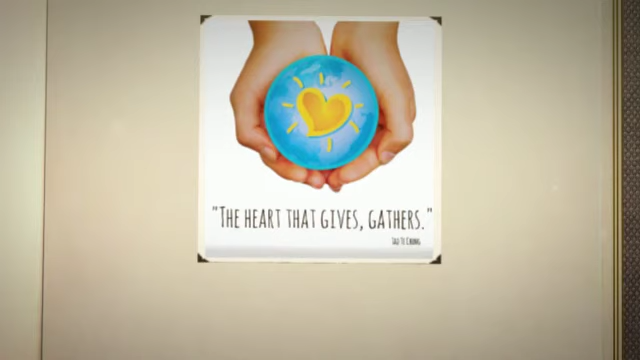 "THE HEART THAT GIVES, GATHERS."
TAO TE CHING